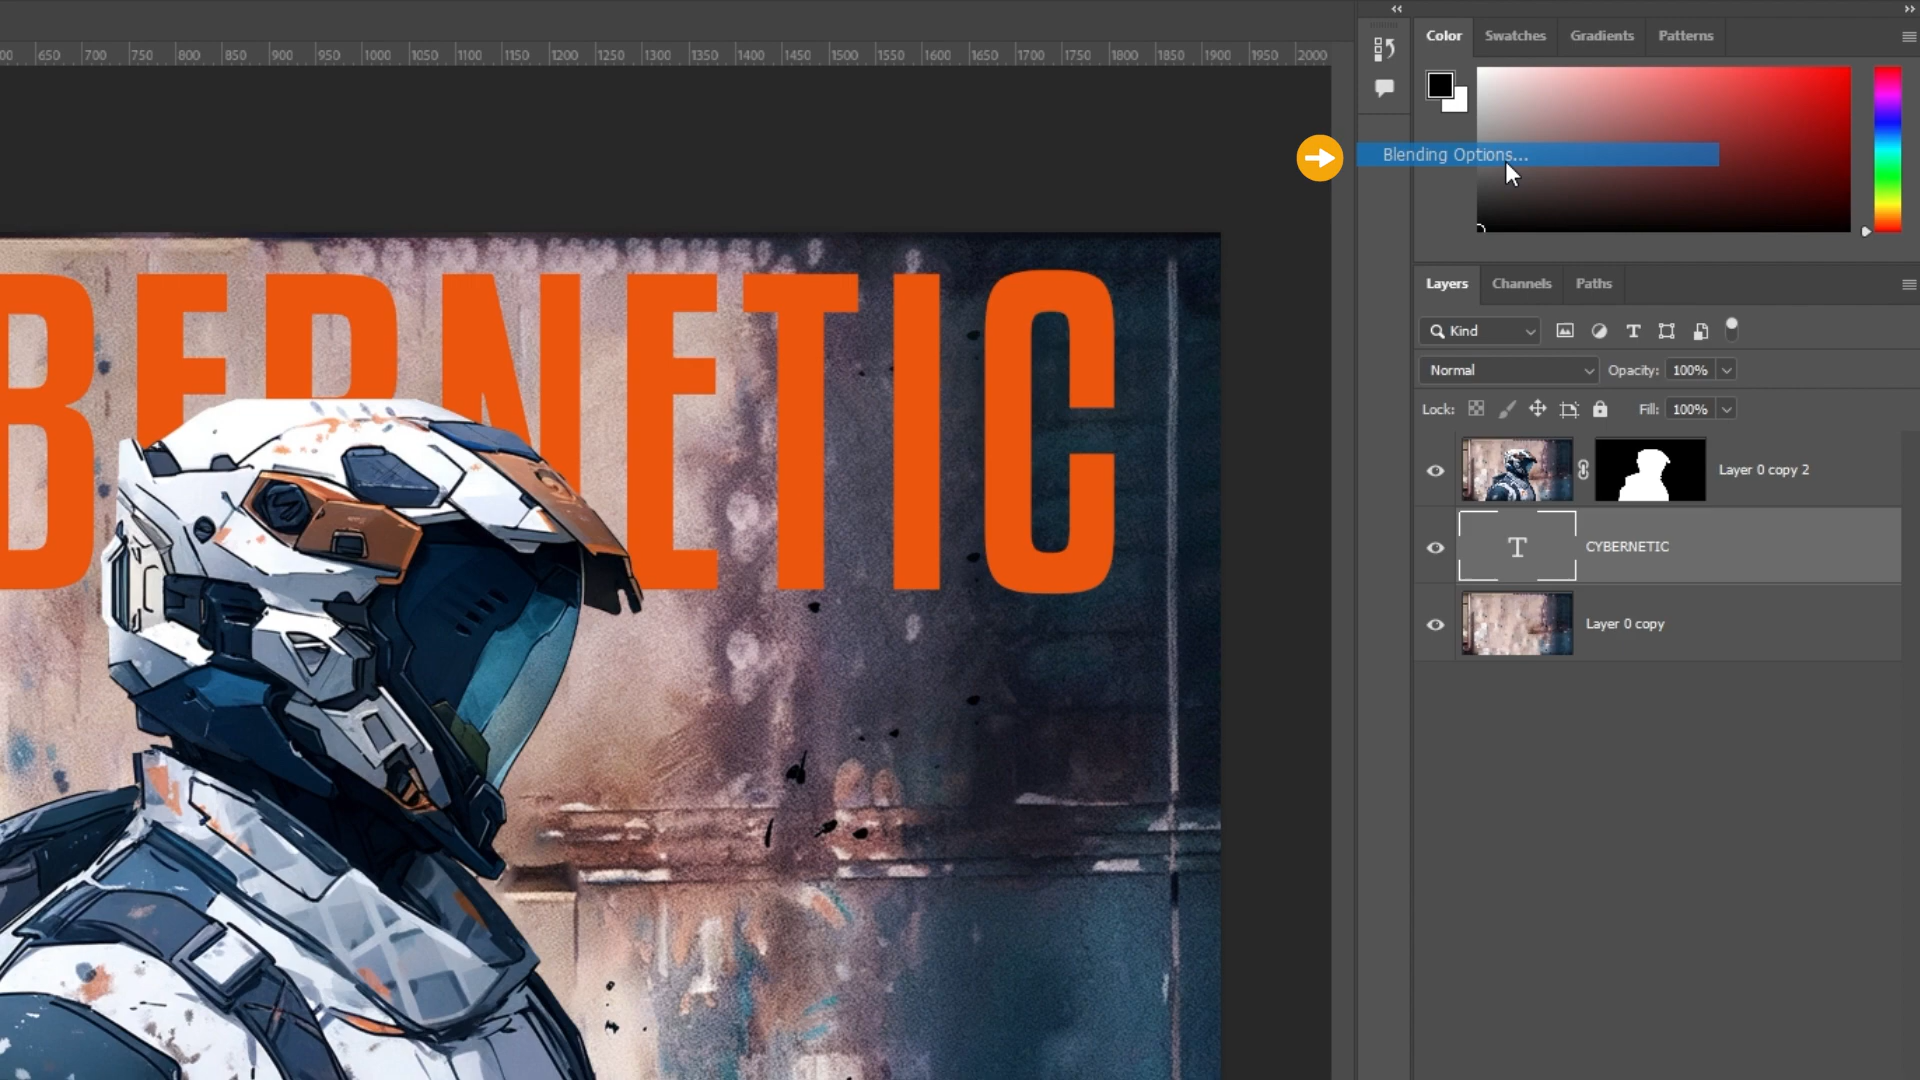 00 650 700 750 800 850 900 950 1000 1050 1100 1150 1200 1250 1300 1350 1400 1450 1500 1550 1600 1650 1700 1750 1800 1850 1900 1950 2000
Color Swatches Gradients Patterns
Blending Options...
BERNETIC
Layers Channels Paths
Kind
Normal Opacity: 100%
Lock: Fill: 100%
Layer 0 copy 2
T CYBERNETIC
Layer 0 copy